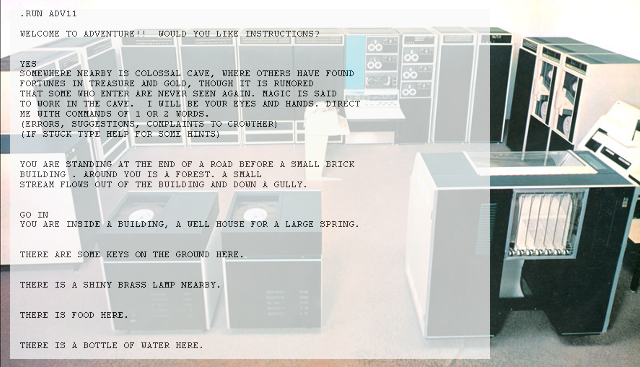 .RUN ADV11
WELCOME TO ADVENTURE!!  WOULD YOU LIKE INSTRUCTIONS?
YES
SOMEWHERE NEARBY IS COLOSSAL CAVE, WHERE OTHERS HAVE FOUND
FORTUNES IN TREASURE AND GOLD, THOUGH IT IS RUMORED
THAT SOME WHO ENTER ARE NEVER SEEN AGAIN. MAGIC IS SAID
TO WORK IN THE CAVE.  I WILL BE YOUR EYES AND HANDS. DIRECT
ME WITH COMMANDS OF 1 OR 2 WORDS.
(ERRORS, SUGGESTIONS, COMPLAINTS TO CROWTHER)
(IF STUCK TYPE HELP FOR SOME HINTS)
YOU ARE STANDING AT THE END OF A ROAD BEFORE A SMALL BRICK
BUILDING . AROUND YOU IS A FOREST. A SMALL
STREAM FLOWS OUT OF THE BUILDING AND DOWN A GULLY.
GO IN
YOU ARE INSIDE A BUILDING, A WELL HOUSE FOR A LARGE SPRING.
THERE ARE SOME KEYS ON THE GROUND HERE.
THERE IS A SHINY BRASS LAMP NEARBY.
THERE IS FOOD HERE.
THERE IS A BOTTLE OF WATER HERE.